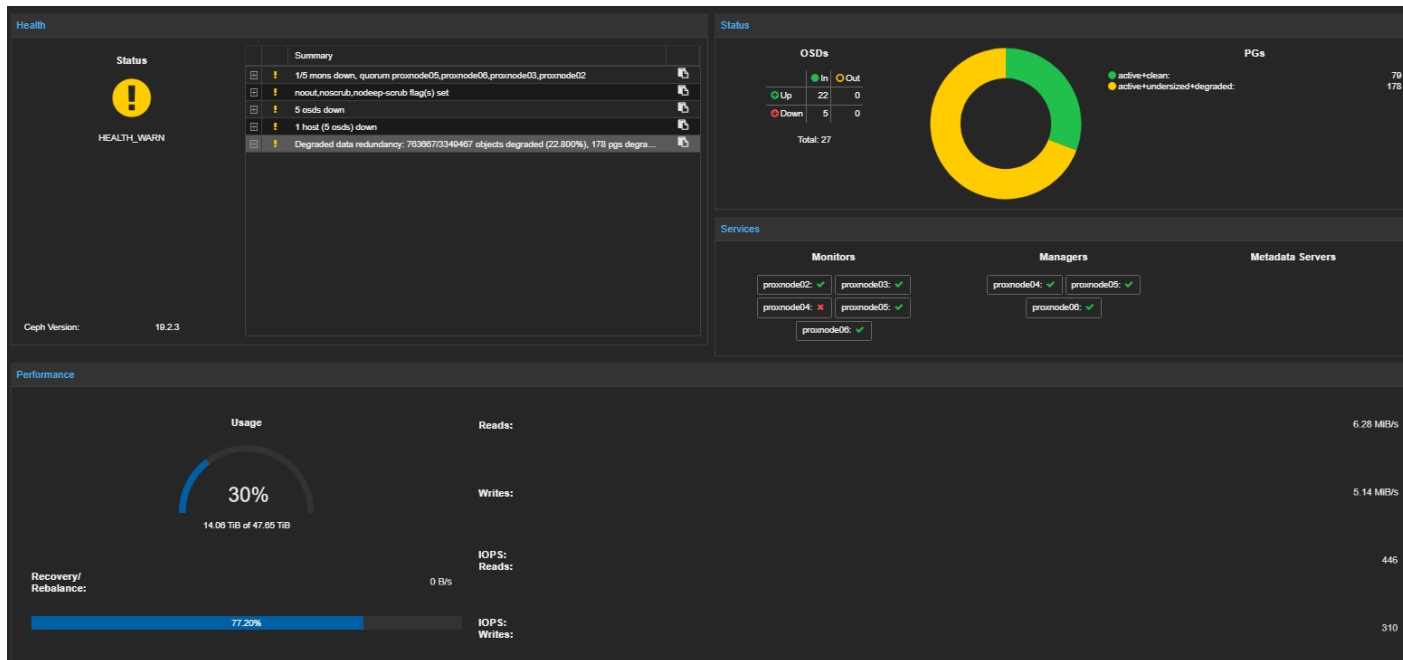 Health
Status
HEALTH_WARN
Ceph Version: 19.2.3
Summary
1/5 mons down, quorum proxnode05,proxnode06,proxnode03,proxnode02
noout,noscrub,nodeep-scrub flag(s) set
5 osds down
1 host (5 osds) down
Degraded data redundancy: 763667/3349467 objects degraded (22.800%), 178 pgs degra...
Status
OSDs
In Out
Up 22 0
Down 5 0
Total: 27
PGs
active+clean: 79
active+undersized+degraded: 178
Services
Monitors
proxnode02: proxnode03:
proxnode04: proxnode05:
proxnode06:
Managers
proxnode04: proxnode05:
proxnode06:
Metadata Servers
Performance
Usage
30%
14.06 TiB of 47.65 TiB
Recovery/
Rebalance:
0 B/s
77.20%
Reads: 6.28 MiB/s
Writes: 5.14 MiB/s
IOPS:
Reads:
446
IOPS:
Writes:
310